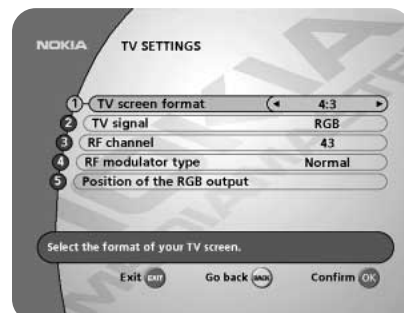 NOKIA TV SETTINGS
1 TV screen format 4:3
2 TV signal RGB
3 RF channel 43
4 RF modulator type Normal
5 Position of the RGB output
Select the format of your TV screen.
Exit EXIT Go back BACK Confirm OK
NOKIA
MEDIAMASTER